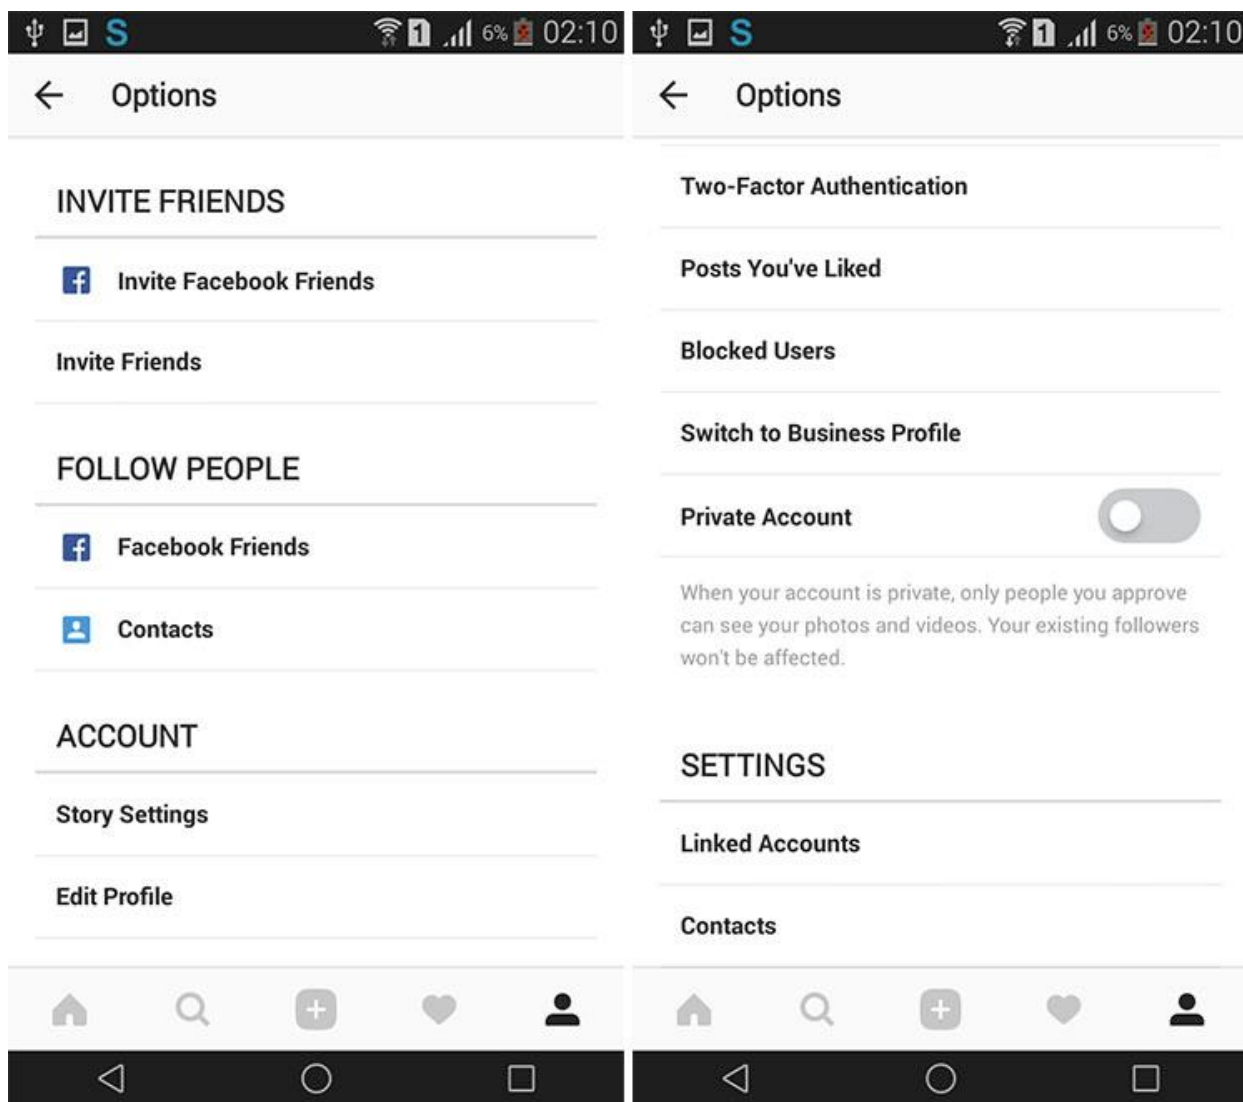 S 1 6% 02:10
Options
INVITE FRIENDS
Invite Facebook Friends
Invite Friends
FOLLOW PEOPLE
Facebook Friends
Contacts
ACCOUNT
Story Settings
Edit Profile
S 1 6% 02:10
Options
Two-Factor Authentication
Posts You've Liked
Blocked Users
Switch to Business Profile
Private Account
When your account is private, only people you approve
can see your photos and videos. Your existing followers
won't be affected.
SETTINGS
Linked Accounts
Contacts